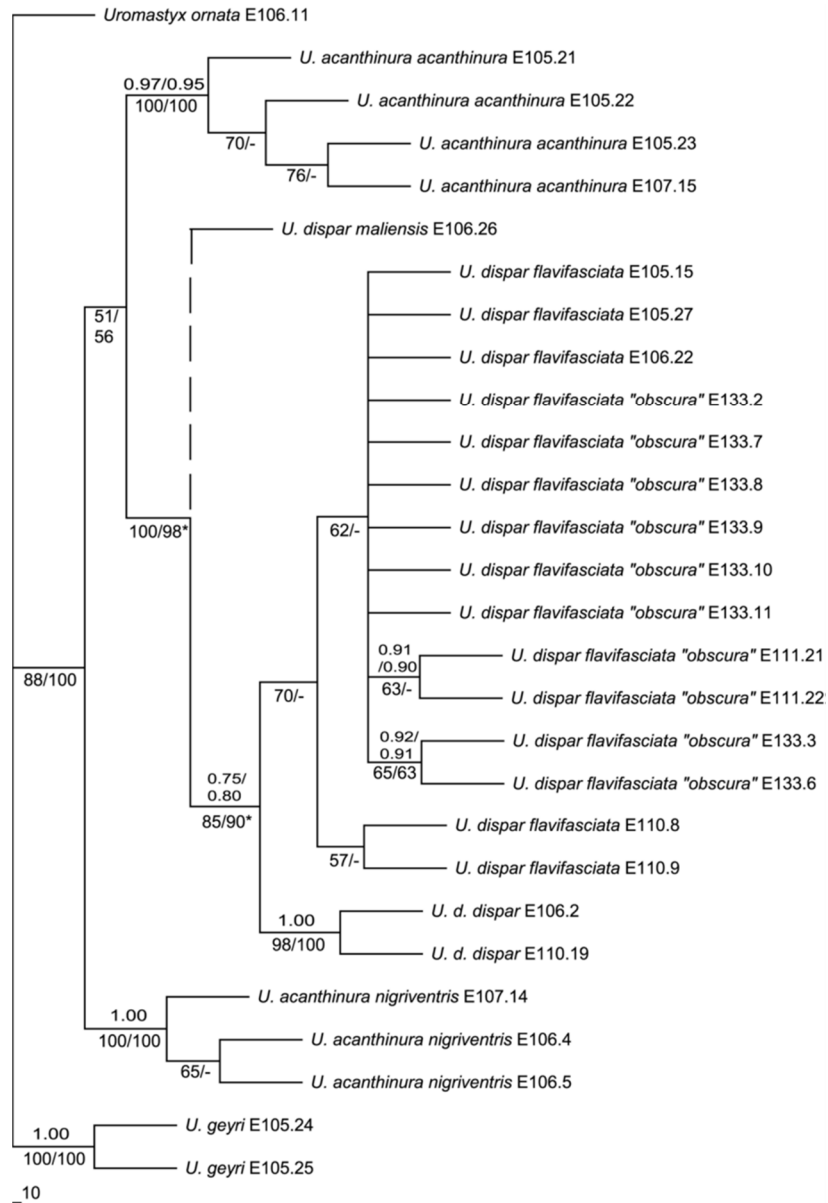 Uromastyx ornata E106.11
U. acanthinura acanthinura E105.21
0.97/0.95
100/100
U. acanthinura acanthinura E105.22
70/-
U. acanthinura acanthinura E105.23
76/-
U. acanthinura acanthinura E107.15
U. dispar maliensis E106.26
U. dispar flavifasciata E105.15
51/
56
U. dispar flavifasciata E105.27
U. dispar flavifasciata E106.22
U. dispar flavifasciata "obscura" E133.2
U. dispar flavifasciata "obscura" E133.7
U. dispar flavifasciata "obscura" E133.8
100/98*
62/-
U. dispar flavifasciata "obscura" E133.9
U. dispar flavifasciata "obscura" E133.10
U. dispar flavifasciata "obscura" E133.11
0.91
/0.90
63/-
U. dispar flavifasciata "obscura" E111.21
88/100
70/-
U. dispar flavifasciata "obscura" E111.22
0.92/
0.91
65/63
U. dispar flavifasciata "obscura" E133.3
U. dispar flavifasciata "obscura" E133.6
0.75/
0.80
85/90*
U. dispar flavifasciata E110.8
57/-
U. dispar flavifasciata E110.9
U. d. dispar E106.2
1.00
98/100
U. d. dispar E110.19
U. acanthinura nigriventris E107.14
1.00
100/100
U. acanthinura nigriventris E106.4
65/-
U. acanthinura nigriventris E106.5
U. geyri E105.24
1.00
100/100
U. geyri E105.25
10